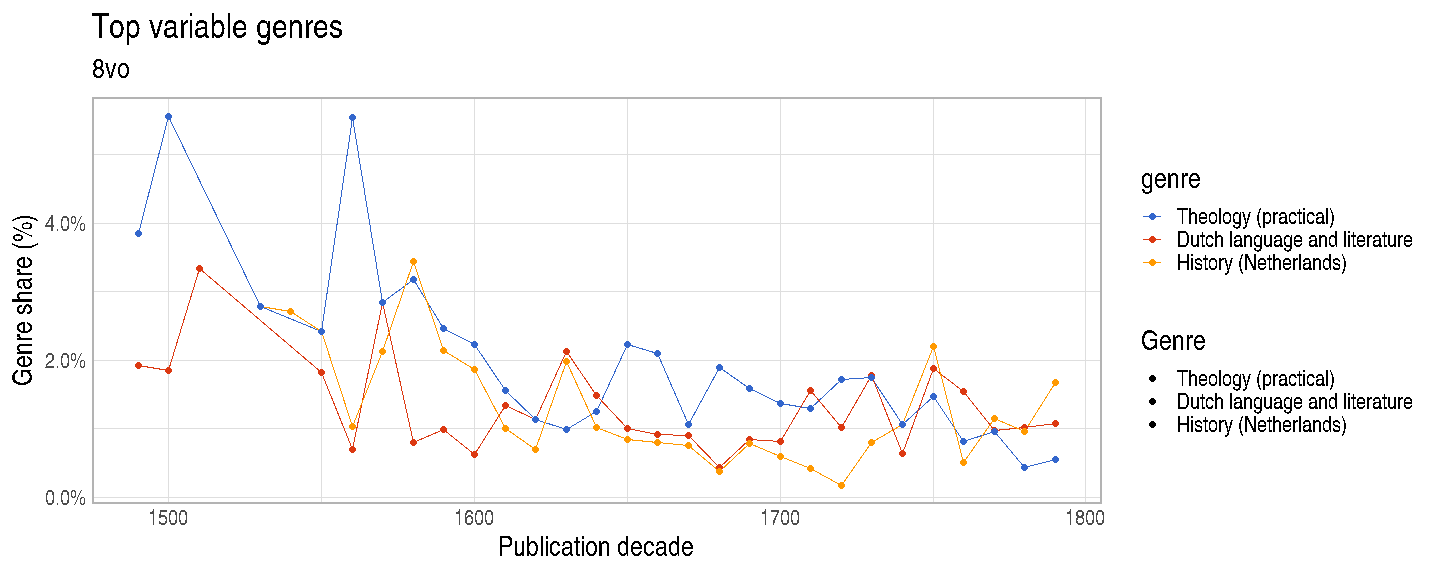 Top variable genres
8vo
Genre share (%)
4.0%
2.0%
0.0%
1500
1600
1700
1800
Publication decade
genre
Theology (practical)
Dutch language and literature
History (Netherlands)
Genre
Theology (practical)
Dutch language and literature
History (Netherlands)